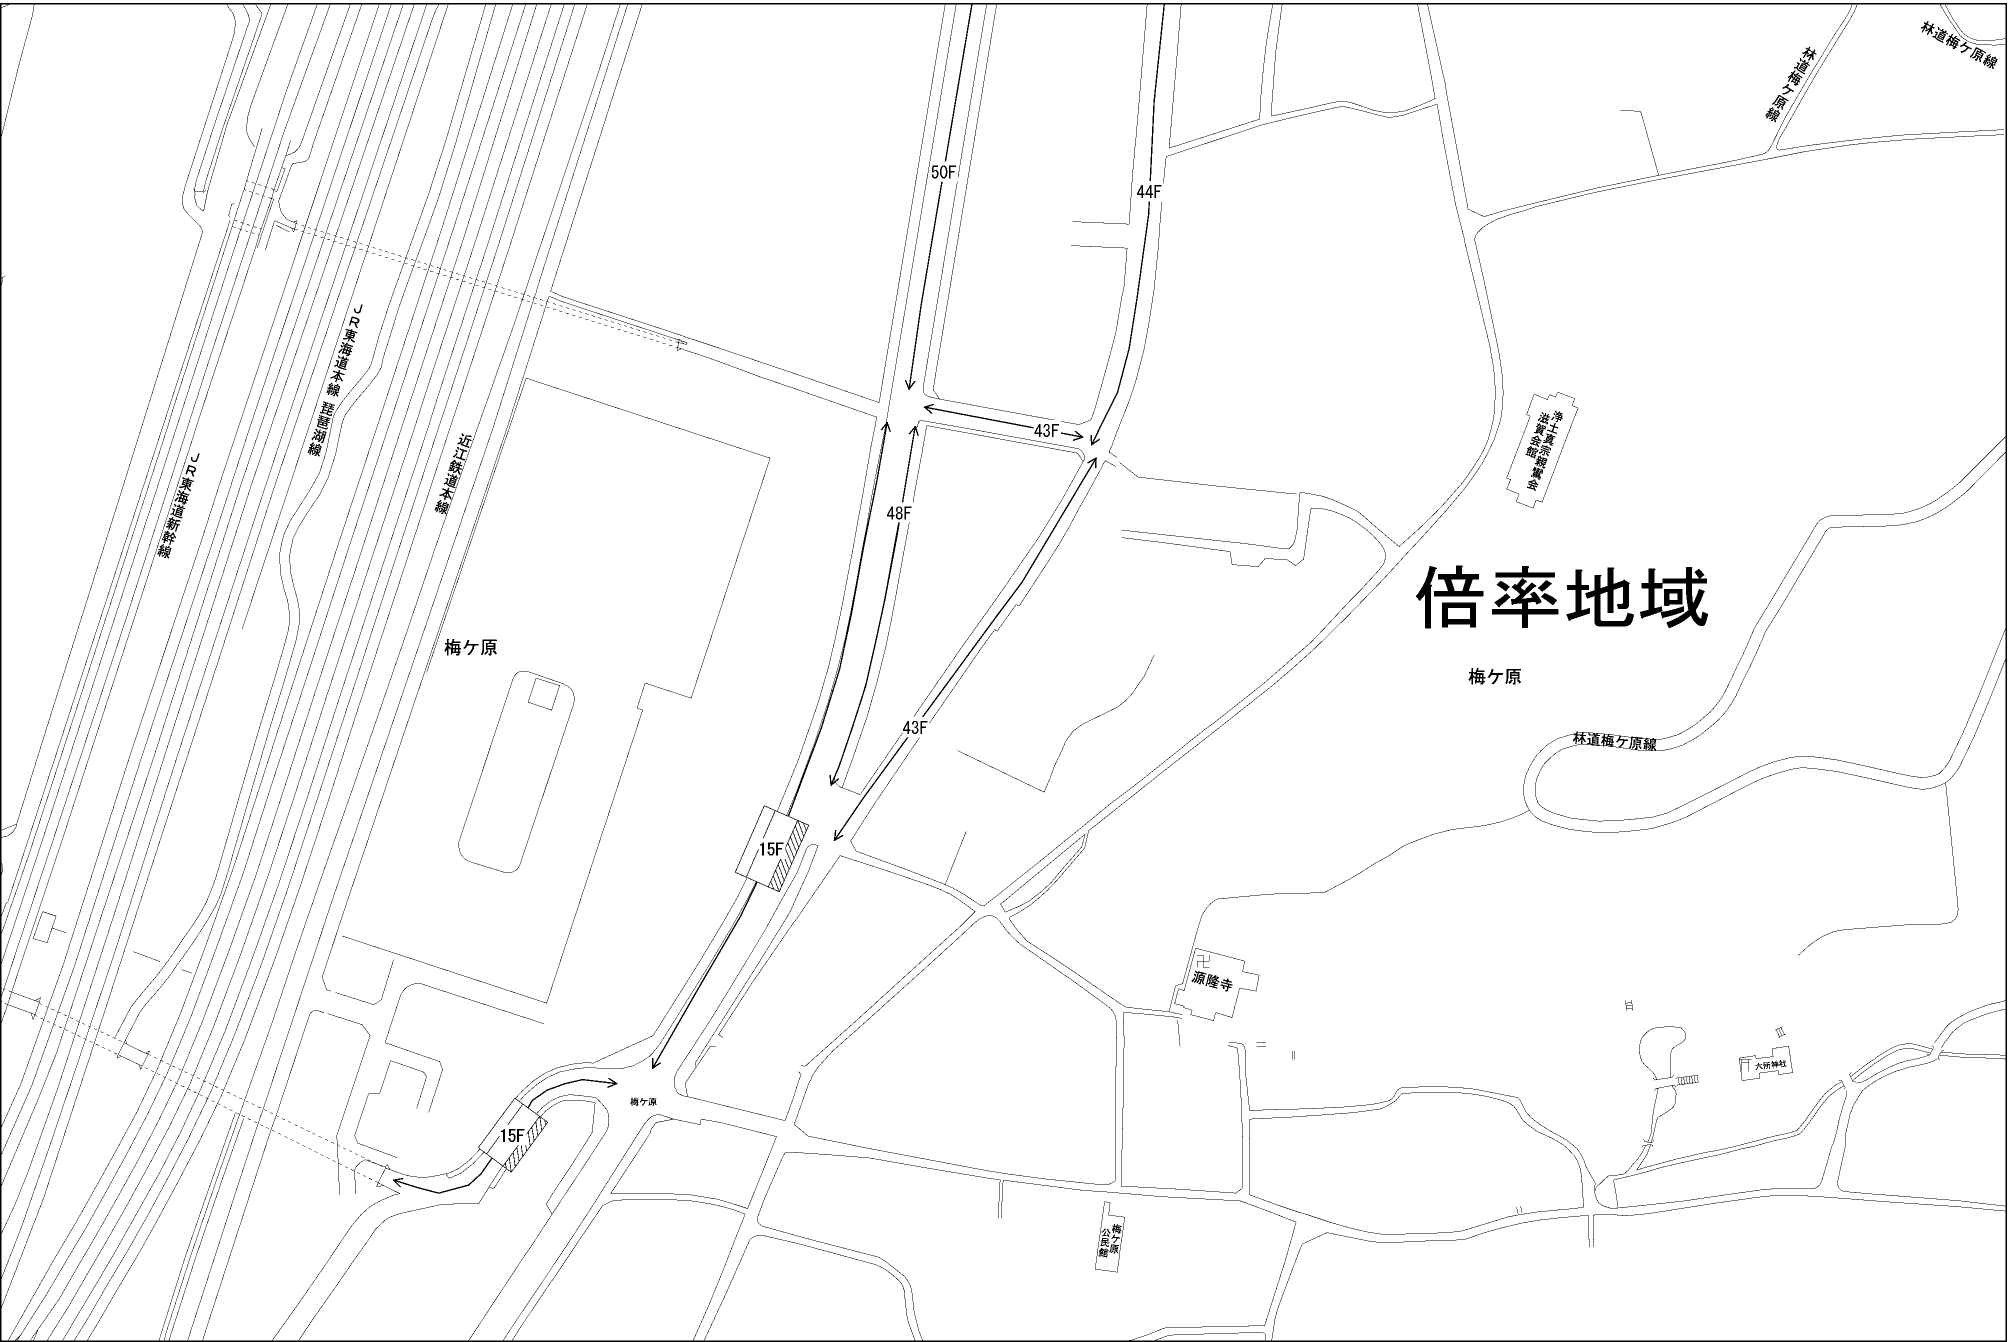 林道梅ケ原線
林道梅ケ原線
50F
44F
JR東海道本線 琵琶湖線
近江鉄道本線
JR東海道新幹線
43F
浄土真宗親鸞会
滋賀会館
48F
倍率地域
梅ケ原
梅ケ原
43F
林道梅ケ原線
15F
卍
源隆寺
六所神社
梅ケ原
15F
梅ケ原
公民館